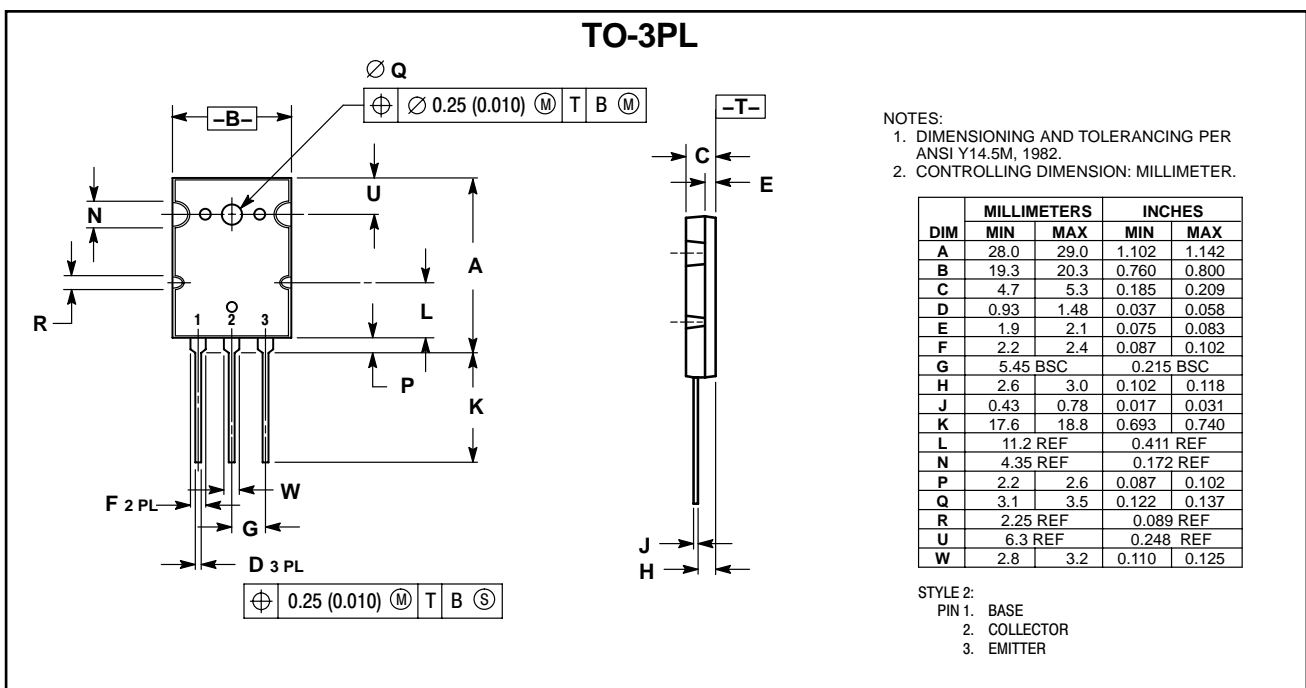 TO-3PL
∅ Q
⌖ ∅ 0.25 (0.010) Ⓜ T B Ⓜ
–B–
–T–
C
E
U
N
A
L
R
1 2 3
P
K
F 2 PL
W
G
J
D 3 PL
H
⌖ 0.25 (0.010) Ⓜ T B Ⓢ
NOTES:
1. DIMENSIONING AND TOLERANCING PER
ANSI Y14.5M, 1982.
2. CONTROLLING DIMENSION: MILLIMETER.
MILLIMETERS INCHES
DIM MIN MAX MIN MAX
A 28.0 29.0 1.102 1.142
B 19.3 20.3 0.760 0.800
C 4.7 5.3 0.185 0.209
D 0.93 1.48 0.037 0.058
E 1.9 2.1 0.075 0.083
F 2.2 2.4 0.087 0.102
G 5.45 BSC 0.215 BSC
H 2.6 3.0 0.102 0.118
J 0.43 0.78 0.017 0.031
K 17.6 18.8 0.693 0.740
L 11.2 REF 0.411 REF
N 4.35 REF 0.172 REF
P 2.2 2.6 0.087 0.102
Q 3.1 3.5 0.122 0.137
R 2.25 REF 0.089 REF
U 6.3 REF 0.248 REF
W 2.8 3.2 0.110 0.125
STYLE 2:
PIN 1. BASE
2. COLLECTOR
3. EMITTER